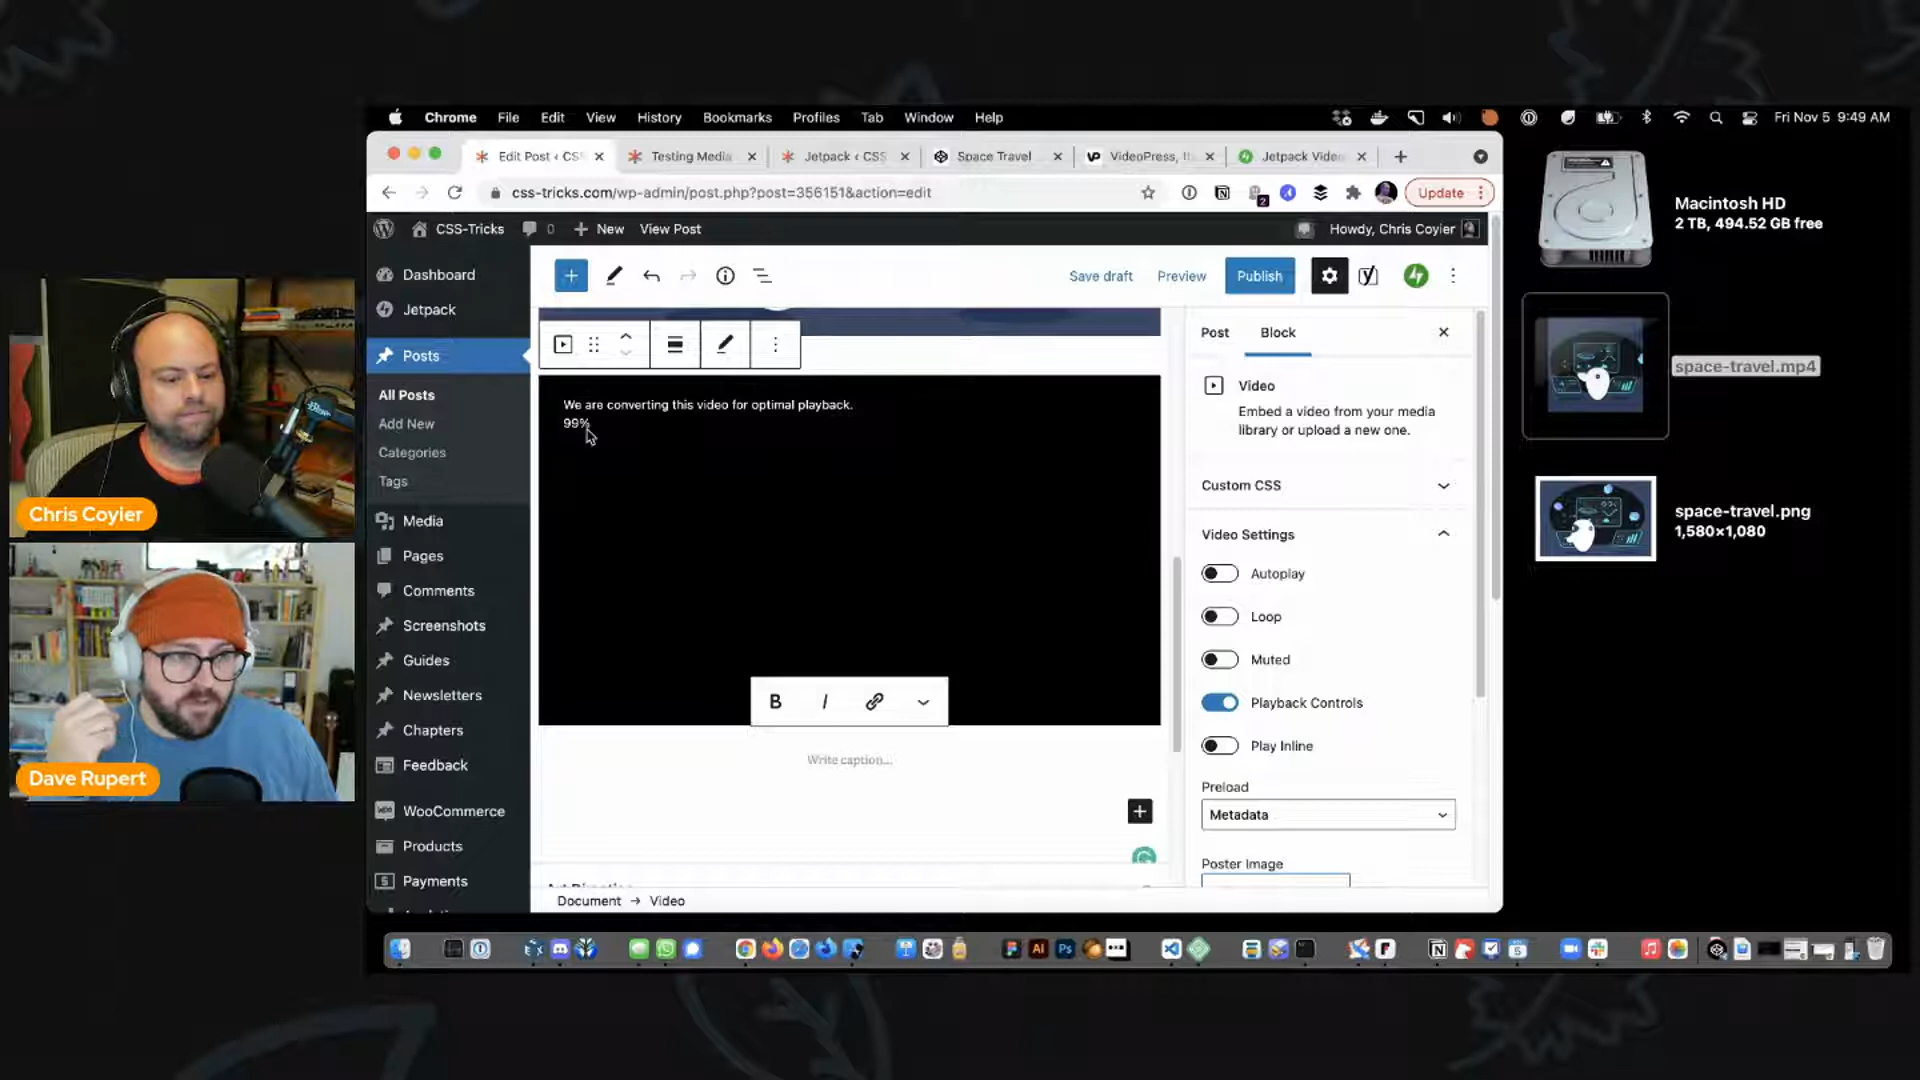 Chrome File Edit View History Bookmarks Profiles Tab Window Help
Fri Nov 5 9:49 AM
Edit Post ‹ CSS
Testing Media
Jetpack ‹ CSS
Space Travel
VideoPress, It
Jetpack Video
css-tricks.com/wp-admin/post.php?post=356151&action=edit
2
Update
CSS-Tricks 0 New View Post
Howdy, Chris Coyier
Dashboard
Jetpack
Posts
All Posts
Add New
Categories
Tags
Media
Pages
Comments
Screenshots
Guides
Newsletters
Chapters
Feedback
WooCommerce
Products
Payments
Save draft Preview Publish
We are converting this video for optimal playback.
99%
B I
Write caption...
Document → Video
Post Block
Video
Embed a video from your media
library or upload a new one.
Custom CSS
Video Settings
Autoplay
Loop
Muted
Playback Controls
Play Inline
Preload
Metadata
Poster Image
Macintosh HD
2 TB, 494.52 GB free
space-travel.mp4
space-travel.png
1,580×1,080
Chris Coyier
Dave Rupert